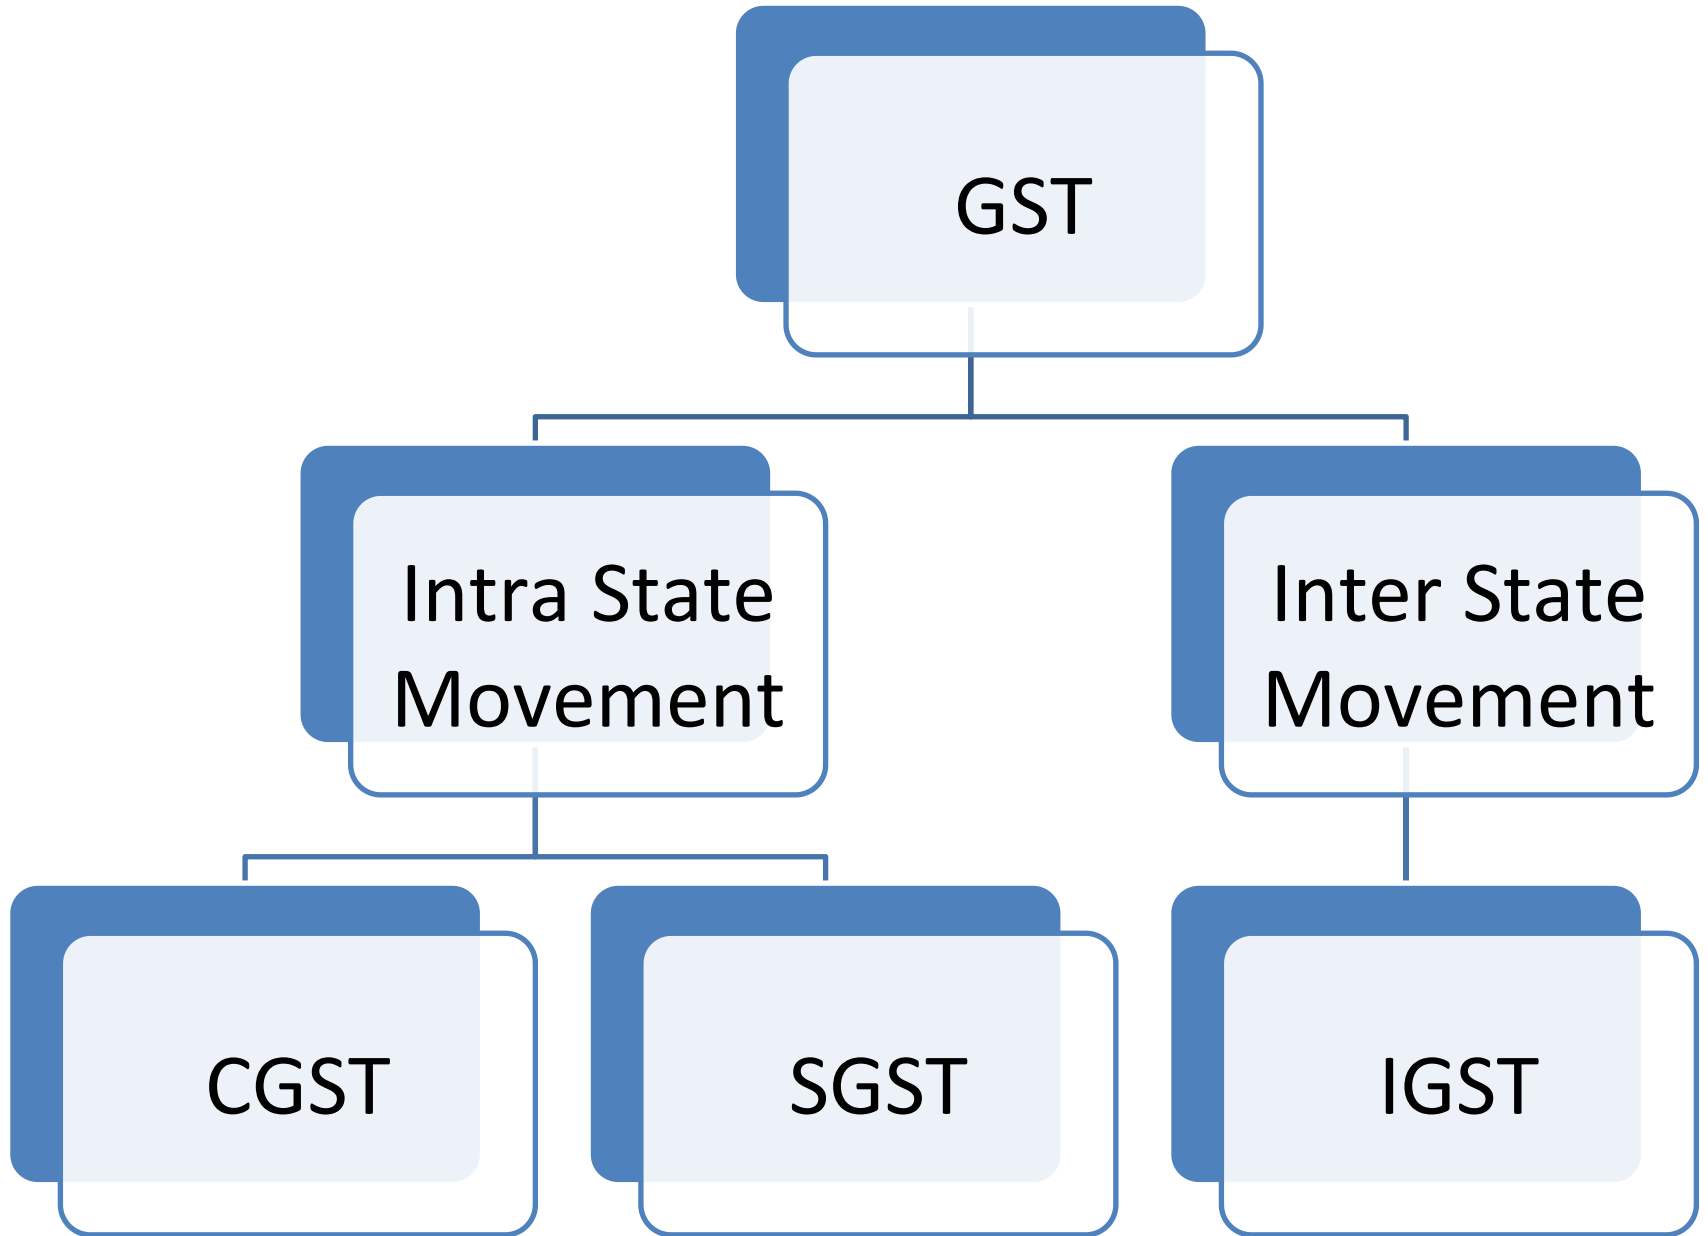 GST
Intra State
Movement
Inter State
Movement
CGST
SGST
IGST